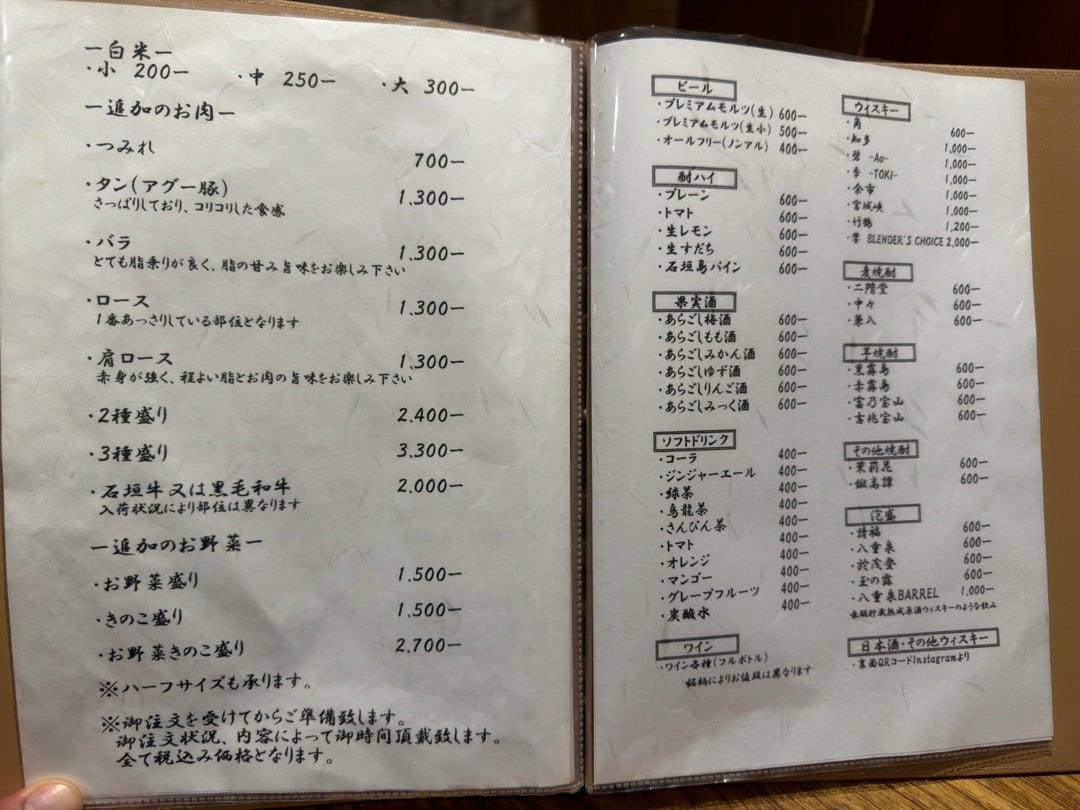 ー白米ー
・小 200ー ・中 250ー ・大 300ー
ー追加のお肉ー
・つみれ 700ー
・タン(アグー豚) 1,300ー
さっぱりしており、コリコリした食感
・バラ 1,300ー
とても脂乗りが良く、脂の甘み旨味をお楽しみ下さい
・ロース 1,300ー
1番あっさりしている部位となります
・肩ロース 1,300ー
赤身が強く、程よい脂とお肉の旨味をお楽しみ下さい
・2種盛り 2,400ー
・3種盛り 3,300ー
・石垣牛又は黒毛和牛 2,000ー
入荷状況により部位は異なります
ー追加のお野菜ー
・お野菜盛り 1,500ー
・きのこ盛り 1,500ー
・お野菜きのこ盛り 2,700ー
※ハーフサイズも承ります。
※御注文を受けてからご準備致します。
御注文状況、内容によって御時間頂戴致します。
全て税込み価格となります。
ビール
・プレミアムモルツ(生) 600ー
・プレミアムモルツ(生小) 500ー
・オールフリー(ノンアル) 400ー
酎ハイ
・プレーン 600ー
・トマト 600ー
・生レモン 600ー
・生すだち 600ー
・石垣島パイン 600ー
果実酒
・あらごし梅酒 600ー
・あらごしもも酒 600ー
・あらごしみかん酒 600ー
・あらごしゆず酒 600ー
・あらごしりんご酒 600ー
・あらごしみっく酒 600ー
ソフトドリンク
・コーラ 400ー
・ジンジャーエール 400ー
・緑茶 400ー
・烏龍茶 400ー
・さんぴん茶 400ー
・トマト 400ー
・オレンジ 400ー
・マンゴー 400ー
・グレープフルーツ 400ー
・炭酸水 400ー
ワイン
・ワイン各種(フルボトル)
銘柄によりお値段は異なります
ウィスキー
・角 600ー
・知多 1,000ー
・碧 -Ao- 1,000ー
・季 -TOKI- 1,000ー
・余市 1,000ー
・宮城峡 1,000ー
・竹鶴 1,200ー
・響 BLENDER'S CHOICE 2,000ー
麦焼酎
・二階堂 600ー
・中々 600ー
・兼八 600ー
芋焼酎
・黒霧島 600ー
・赤霧島 600ー
・富乃宝山 600ー
・吉兆宝山 600ー
その他焼酎
・茉莉花 600ー
・鍛高譚 600ー
泡盛
・請福 600ー
・八重泉 600ー
・於茂登 600ー
・玉の露 600ー
・八重泉BARREL 1,000ー
長期貯蔵熟成原酒ウィスキーのような飲み
日本酒・その他ウィスキー
・裏面QRコードInstagramより